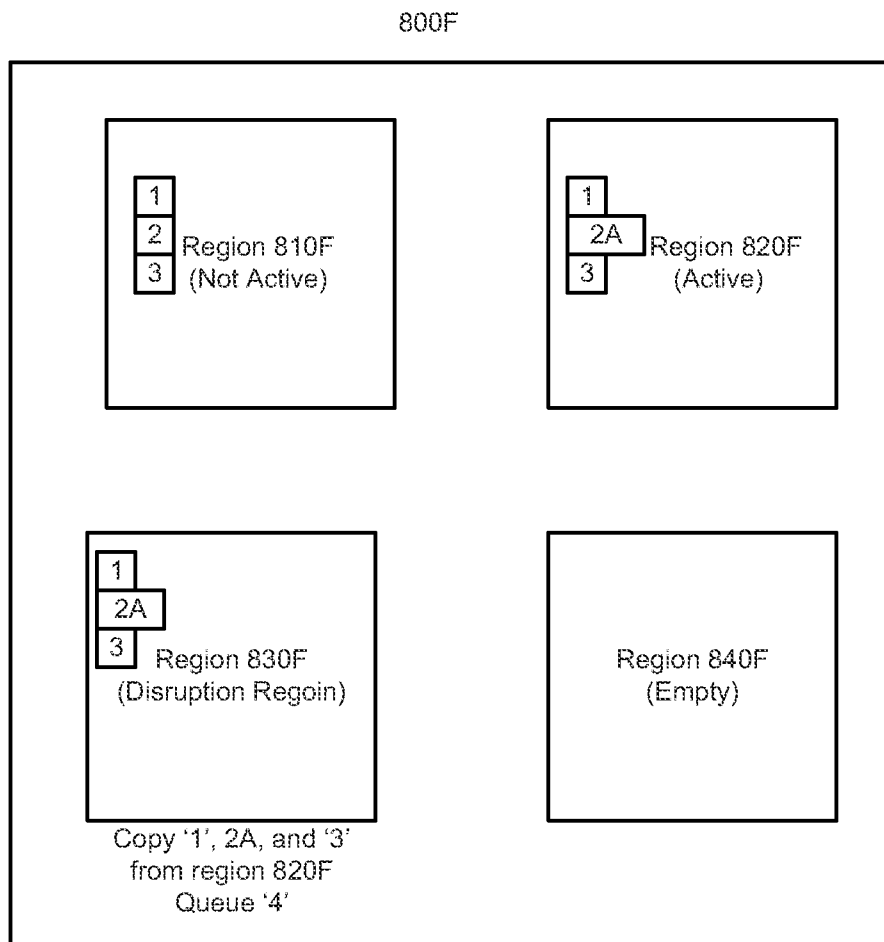 800F
1
2
3
Region 810F
(Not Active)
1
2A
3
Region 820F
(Active)
1
2A
3
Region 830F
(Disruption Regoin)
Region 840F
(Empty)
Copy ‘1’, 2A, and ‘3’
from region 820F
Queue ‘4’